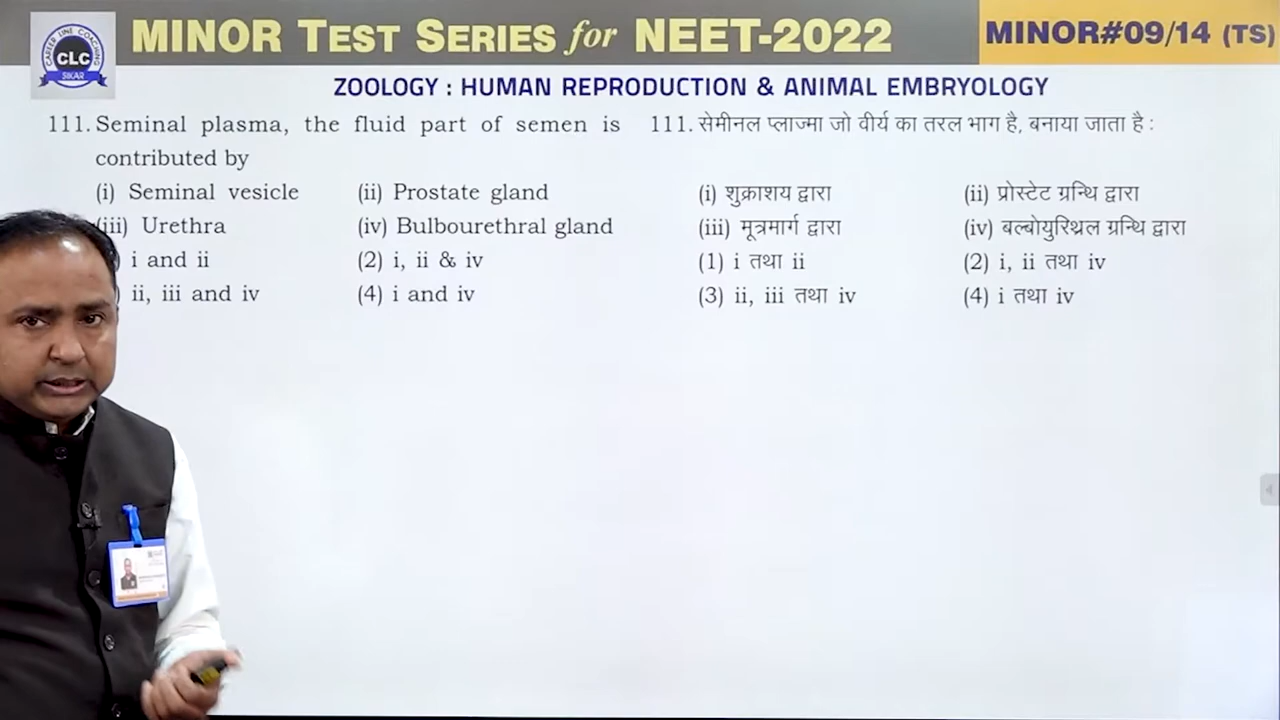 CAREER LINE COACHING
CLC
SIKAR
MINOR TEST SERIES for NEET-2022
MINOR#09/14 (TS)
ZOOLOGY : HUMAN REPRODUCTION & ANIMAL EMBRYOLOGY
111. Seminal plasma, the fluid part of semen is
contributed by
(i) Seminal vesicle (ii) Prostate gland
(iii) Urethra (iv) Bulbourethral gland
) i and ii (2) i, ii & iv
) ii, iii and iv (4) i and iv
111. सेमीनल प्लाज्मा जो वीर्य का तरल भाग है, बनाया जाता है :
(i) शुक्राशय द्वारा (ii) प्रोस्टेट ग्रन्थि द्वारा
(iii) मूत्रमार्ग द्वारा (iv) बल्बोयुरिथ्रल ग्रन्थि द्वारा
(1) i तथा ii (2) i, ii तथा iv
(3) ii, iii तथा iv (4) i तथा iv